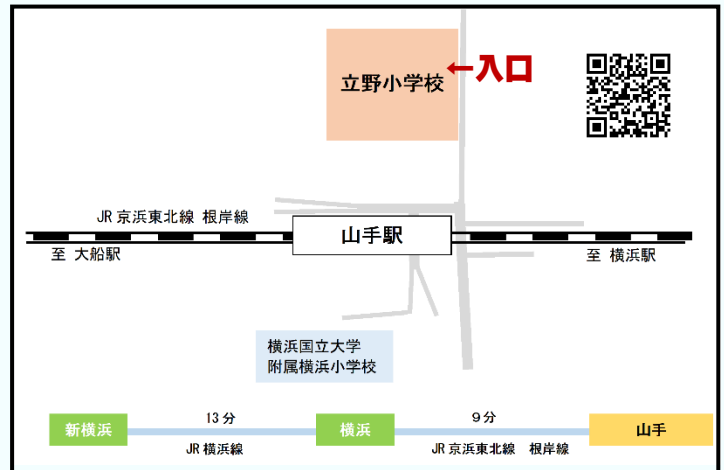 立野小学校
←入口
JR 京浜東北線 根岸線
山手駅
至 大船駅
至 横浜駅
横浜国立大学
附属横浜小学校
新横浜
13分
JR 横浜線
横浜
9分
JR 京浜東北線 根岸線
山手